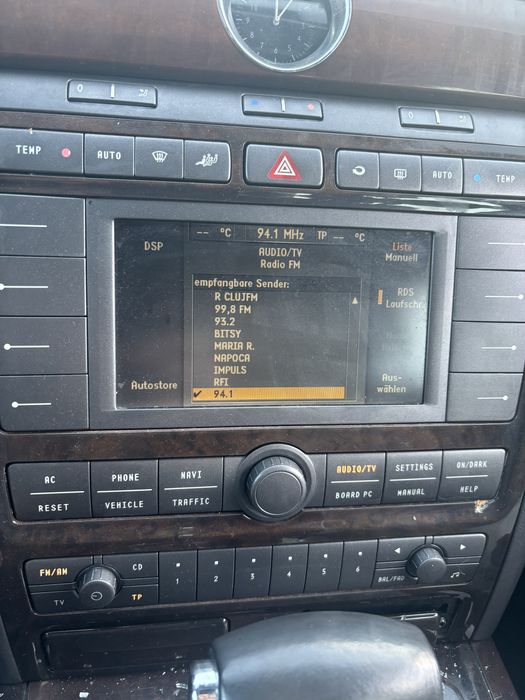 0
0
TEMP
AUTO
AUTO
TEMP
-- °C 94.1 MHz TP -- °C
DSP
AUDIO/TV
Radio FM
Liste
Manuell
empfangbare Sender:
R CLUJFM
99,8 FM
93.2
BITSY
MARIA R.
NAPOCA
IMPULS
RFI
✔ 94.1
RDS
Laufschr.
Autostore
Aus-
wählen
AC
RESET
PHONE
VEHICLE
NAVI
TRAFFIC
AUDIO/TV
BOARD PC
SETTINGS
MANUAL
ON/DARK
HELP
FM/AM
CD
TV
TP
1
2
3
4
5
6
BAL/FAD